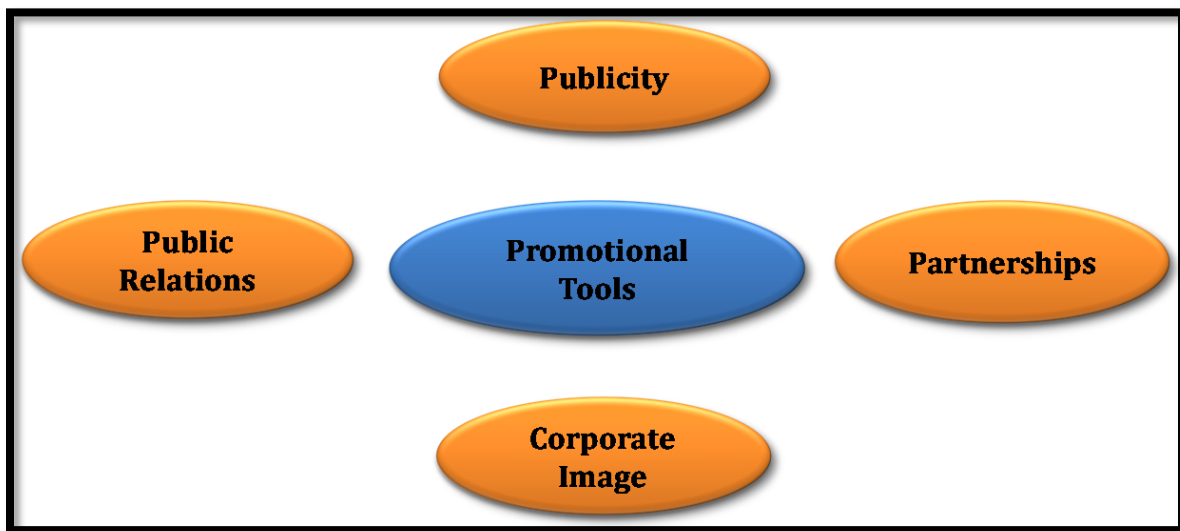 Publicity
Public
Relations
Promotional
Tools
Partnerships
Corporate
Image